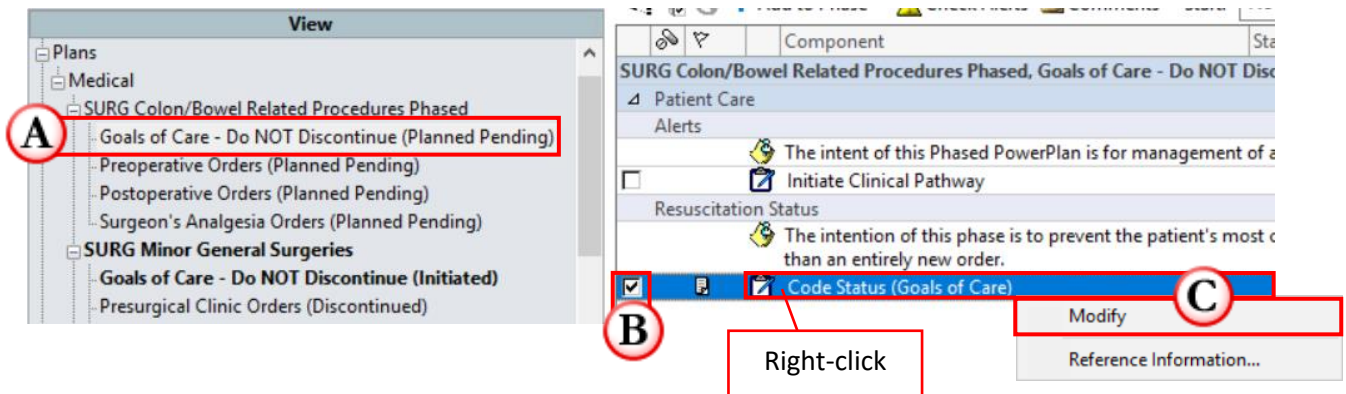 View
Plans
Medical
SURG Colon/Bowel Related Procedures Phased
A
Goals of Care - Do NOT Discontinue (Planned Pending)
Preoperative Orders (Planned Pending)
Postoperative Orders (Planned Pending)
Surgeon's Analgesia Orders (Planned Pending)
SURG Minor General Surgeries
Goals of Care - Do NOT Discontinue (Initiated)
Presurgical Clinic Orders (Discontinued)
Add to Phase Check Alerts Comments Start:
Component Sta
SURG Colon/Bowel Related Procedures Phased, Goals of Care - Do NOT Disc
Patient Care
Alerts
The intent of this Phased PowerPlan is for management of a
Initiate Clinical Pathway
Resuscitation Status
The intention of this phase is to prevent the patient's most c
than an entirely new order.
Code Status (Goals of Care)
B
C
Modify
Reference Information...
Right-click